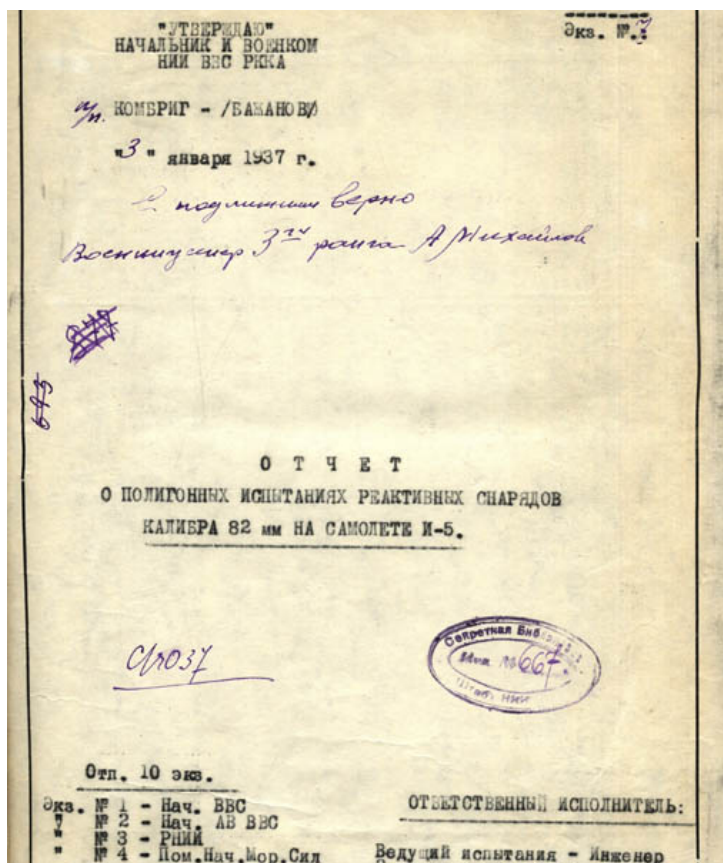 "УТВЕРЖДАЮ"
НАЧАЛЬНИК И ВОЕНКОМ
НИИ ВВС РККА
Экз. № 3
п/п. КОМБРИГ - /БАЖАНОВ/
"3" января 1937 г.
С подлинным верно
Военинженер 3го ранга А Михайлов
ОТЧЕТ
О ПОЛИГОННЫХ ИСПЫТАНИЯХ РЕАКТИВНЫХ СНАРЯДОВ
КАЛИБРА 82 мм НА САМОЛЕТЕ И-5.
Секретная
667
НИИ
Отп. 10 экз.
Экз. № 1 - Нач. ВВС
" № 2 - Нач. АВ ВВС
" № 3 - РНИИ
" № 4 - Пом.Нач.Мор.Сил
ОТВЕТСТВЕННЫЙ ИСПОЛНИТЕЛЬ:
Ведущий испытания - Инженер